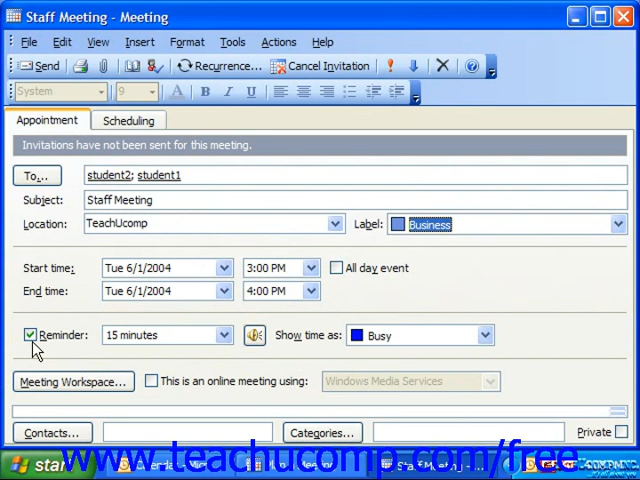 Staff Meeting - Meeting
File Edit View Insert Format Tools Actions Help
Send Recurrence... Cancel Invitation
System 9 A B I U
Appointment Scheduling
Invitations have not been sent for this meeting.
To... student2; student1
Subject: Staff Meeting
Location: TeachUcomp Label: Business
Start time: Tue 6/1/2004 3:00 PM All day event
End time: Tue 6/1/2004 4:00 PM
Reminder: 15 minutes Show time as: Busy
Meeting Workspace... This is an online meeting using: Windows Media Services
Contacts... Categories... Private
www.teachucomp.com/free
start Staff Meeting -